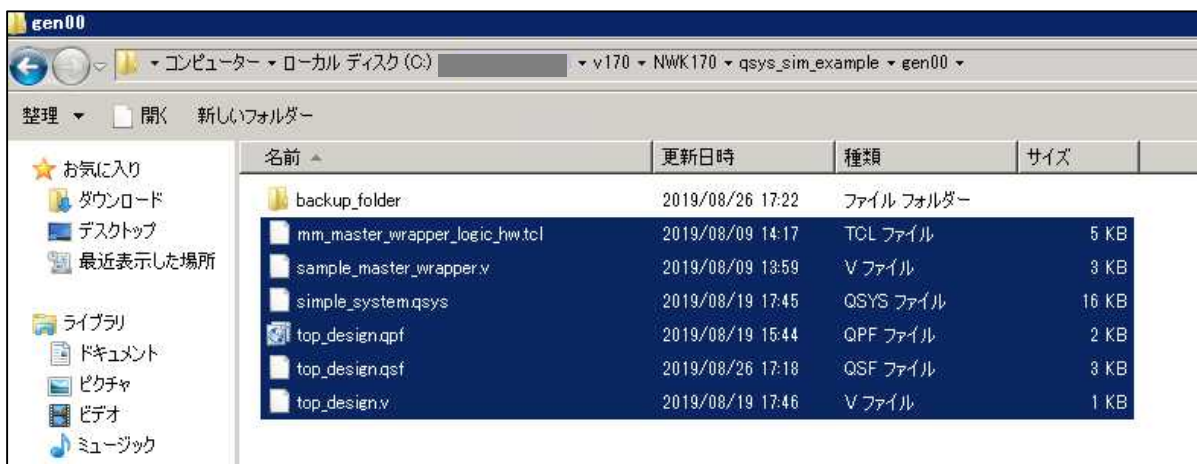 gen00
コンピューター ▾ ローカル ディスク (C:) ▾ v170 ▾ NWK170 ▾ qsys_sim_example ▾ gen00 ▾
整理 ▾ 開く 新しいフォルダー
名前 更新日時 種類 サイズ
お気に入り
ダウンロード
デスクトップ
最近表示した場所
ライブラリ
ドキュメント
ピクチャ
ビデオ
ミュージック
backup_folder 2019/08/26 17:22 ファイル フォルダー
mm_master_wrapper_logic_hw.tcl 2019/08/09 14:17 TCL ファイル 5 KB
sample_master_wrapper.v 2019/08/09 13:59 V ファイル 3 KB
simple_system.qsys 2019/08/19 17:45 QSYS ファイル 16 KB
top_design.qpf 2019/08/19 15:44 QPF ファイル 2 KB
top_design.qsf 2019/08/26 17:18 QSF ファイル 3 KB
top_design.v 2019/08/19 17:46 V ファイル 1 KB